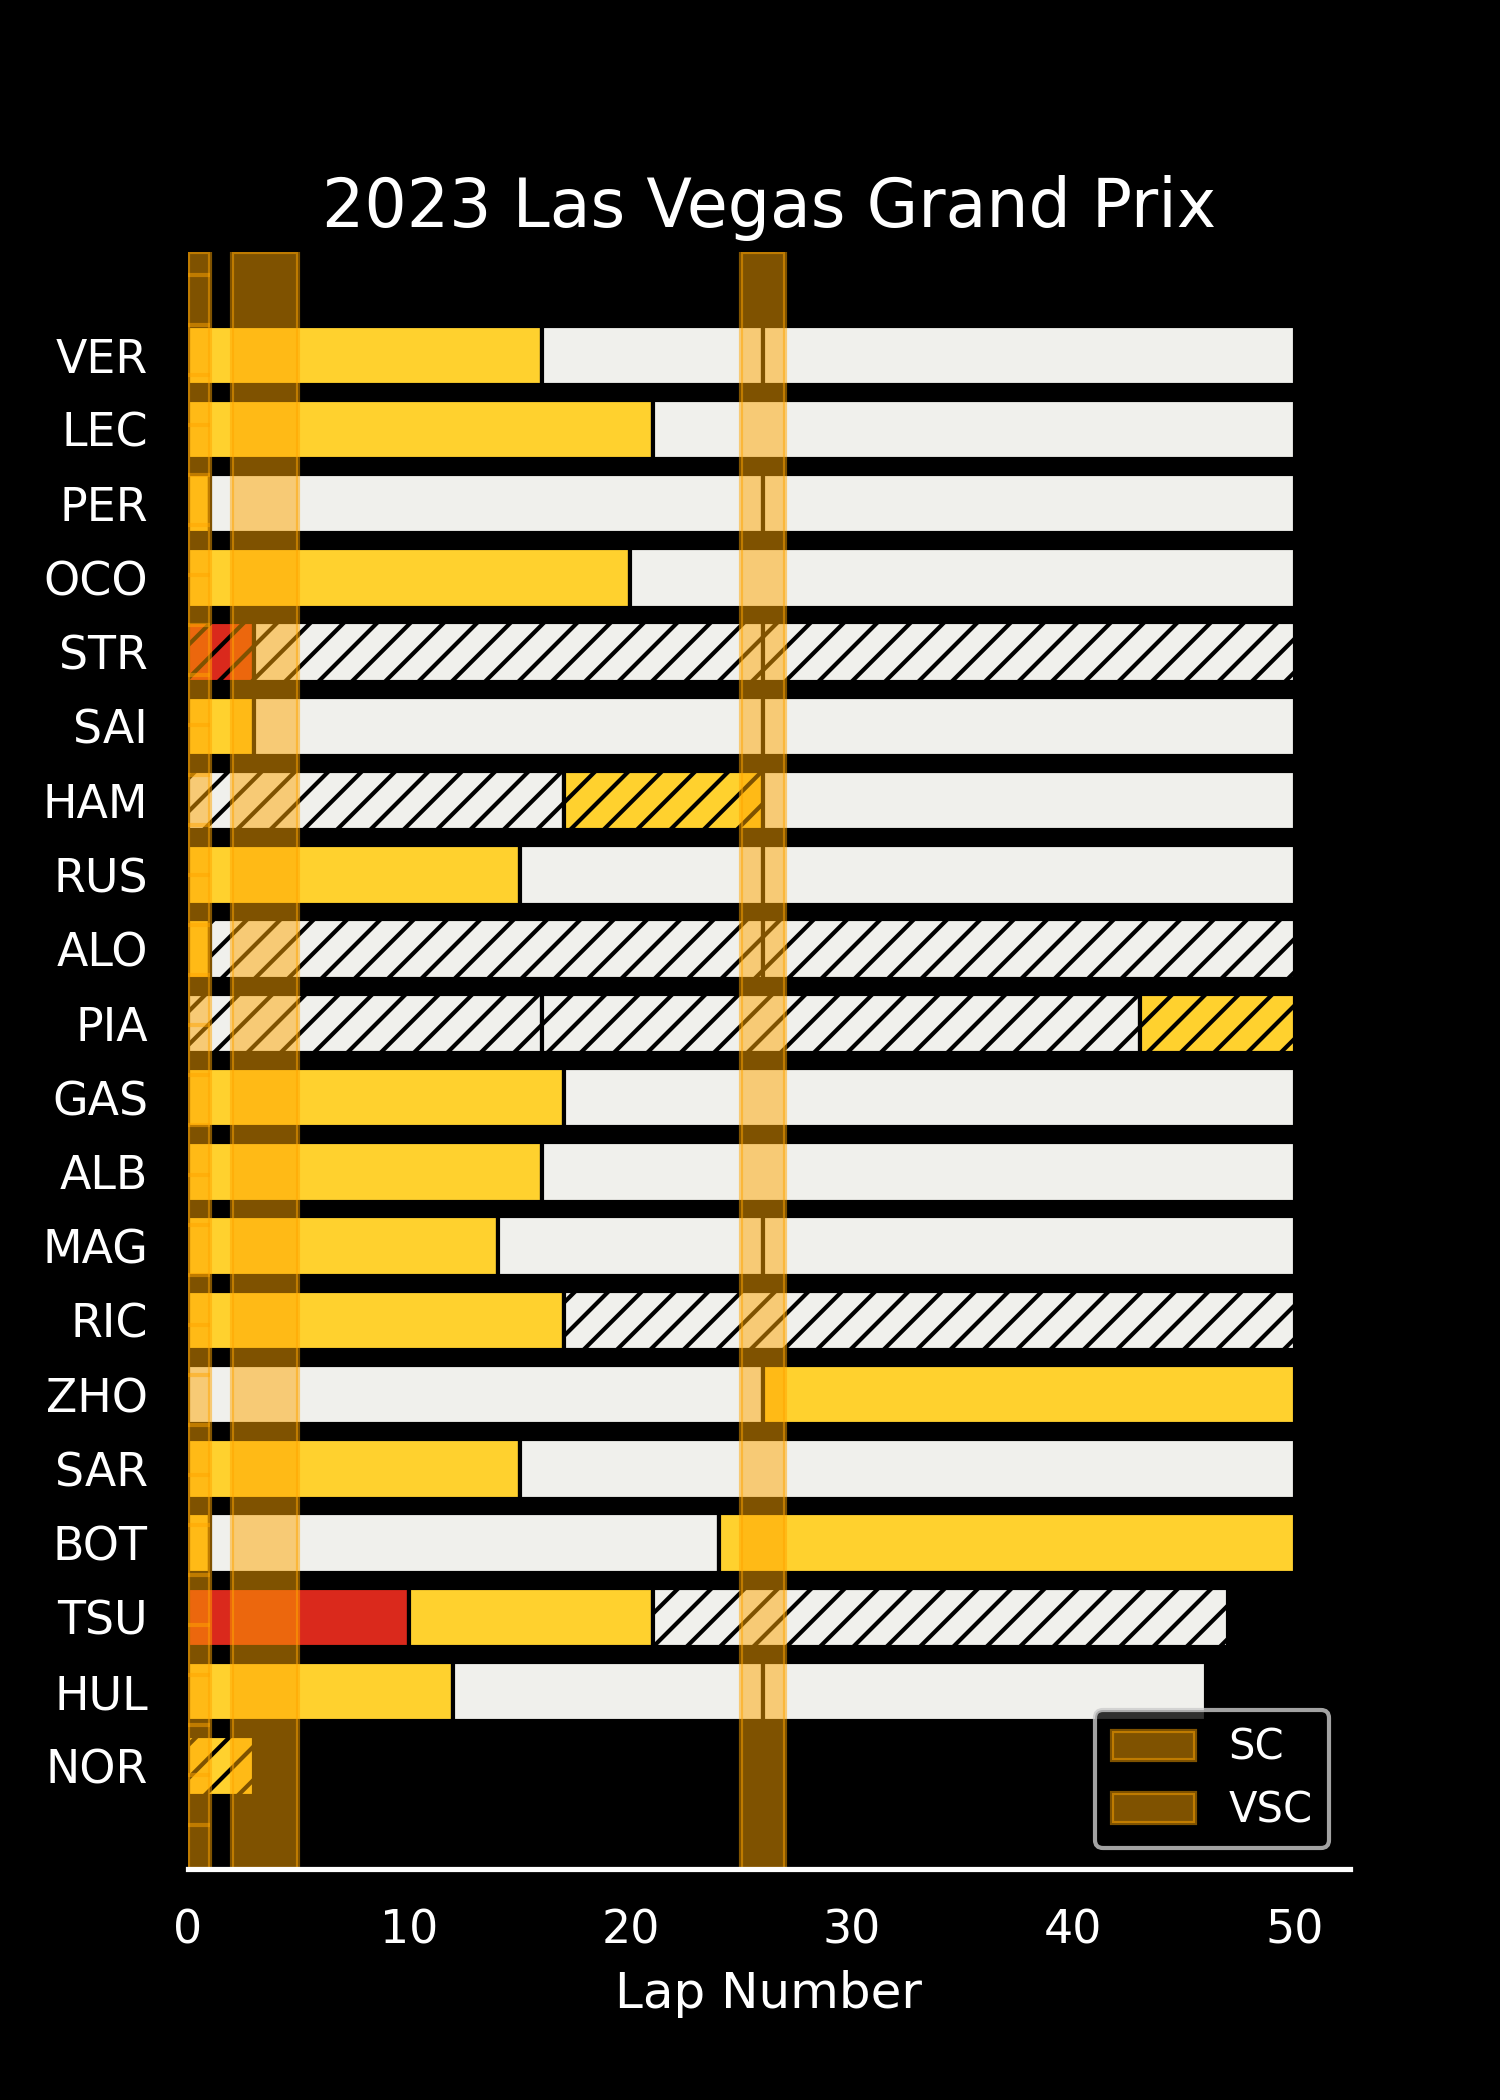 2023 Las Vegas Grand Prix
VER
LEC
PER
OCO
STR
SAI
HAM
RUS
ALO
PIA
GAS
ALB
MAG
RIC
ZHO
SAR
BOT
TSU
HUL
NOR
SC
VSC
0 10 20 30 40 50
Lap Number